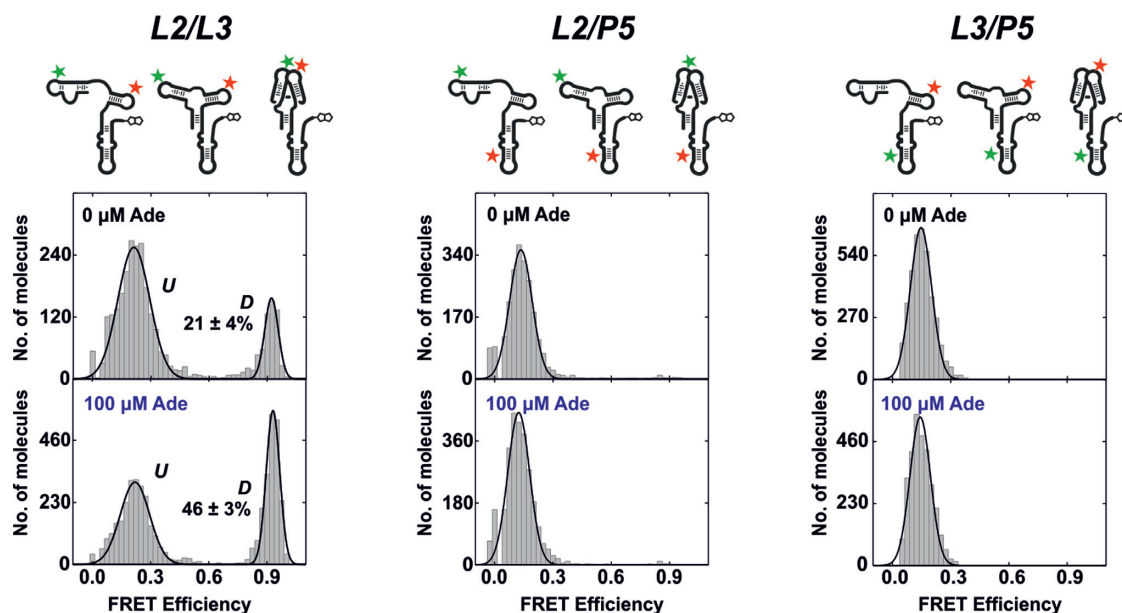 L2/L3
L2/P5
L3/P5
No. of molecules
240
120
0
0 µM Ade
U
D
21 ± 4%
No. of molecules
340
170
0
0 µM Ade
No. of molecules
540
270
0
0 µM Ade
No. of molecules
460
230
0
100 µM Ade
U
D
46 ± 3%
0.0 0.3 0.6 0.9
FRET Efficiency
No. of molecules
360
180
0
100 µM Ade
0.0 0.3 0.6 0.9
FRET Efficiency
No. of molecules
460
230
0
100 µM Ade
0.0 0.3 0.6 0.9
FRET Efficiency